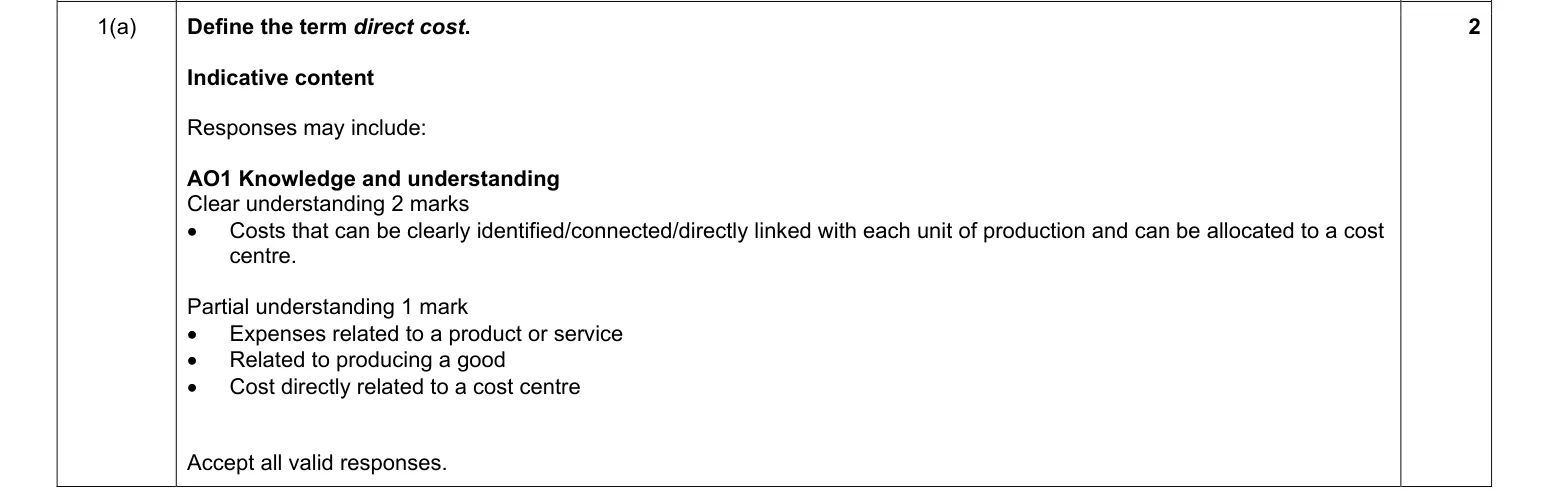 1(a) Define the term direct cost. 2
Indicative content
Responses may include:
AO1 Knowledge and understanding
Clear understanding 2 marks
• Costs that can be clearly identified/connected/directly linked with each unit of production and can be allocated to a cost
centre.
Partial understanding 1 mark
• Expenses related to a product or service
• Related to producing a good
• Cost directly related to a cost centre
Accept all valid responses.